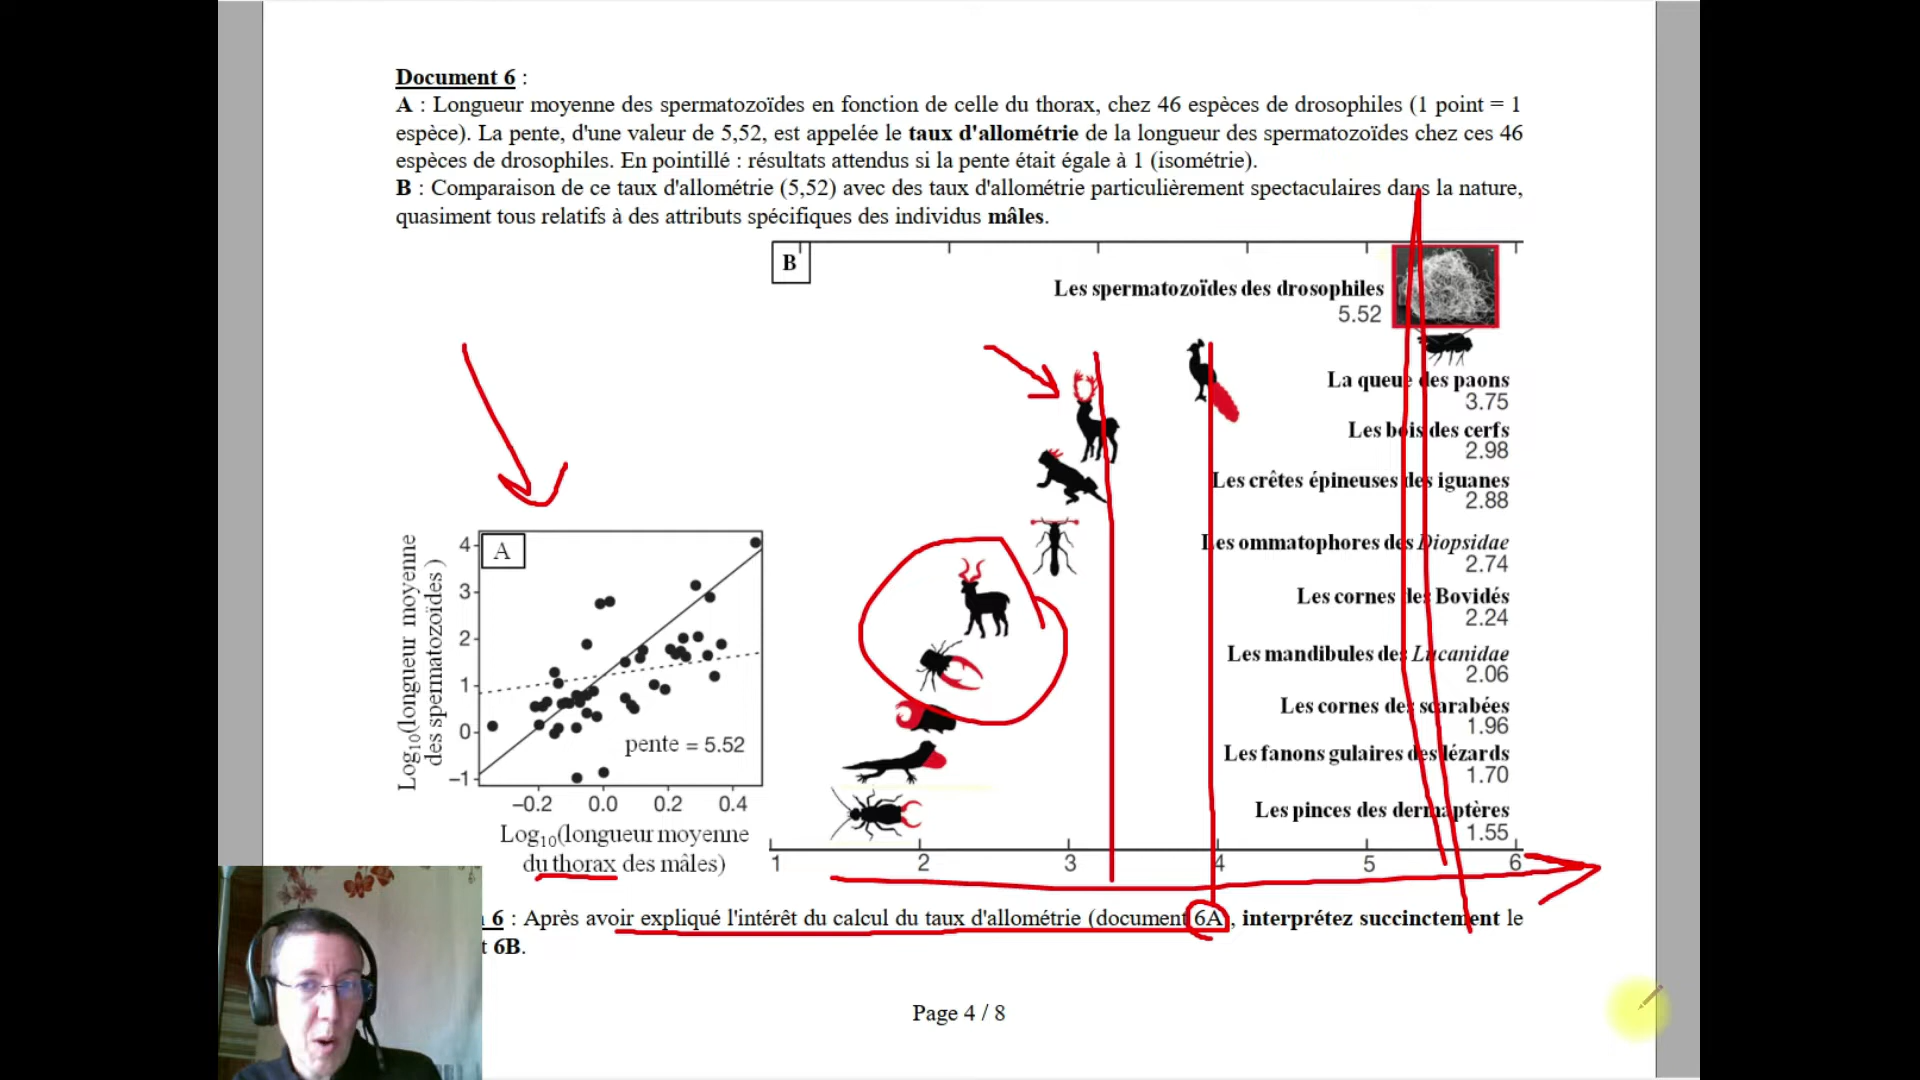 Document 6 :
A : Longueur moyenne des spermatozoïdes en fonction de celle du thorax, chez 46 espèces de drosophiles (1 point = 1
espèce). La pente, d'une valeur de 5,52, est appelée le taux d'allométrie de la longueur des spermatozoïdes chez ces 46
espèces de drosophiles. En pointillé : résultats attendus si la pente était égale à 1 (isométrie).
B : Comparaison de ce taux d'allométrie (5,52) avec des taux d'allométrie particulièrement spectaculaires dans la nature,
quasiment tous relatifs à des attributs spécifiques des individus mâles.
B
Les spermatozoïdes des drosophiles
5.52
La queue des paons
3.75
Les bois des cerfs
2.98
Les crêtes épineuses des iguanes
2.88
Les ommatophores des Diopsidae
2.74
Les cornes des Bovidés
2.24
Les mandibules des Lucanidae
2.06
Les cornes des scarabées
1.96
Les fanons gulaires des lézards
1.70
Les pinces des dermaptères
1.55
1 2 3 4 5 6
A
Log10(longueur moyenne
des spermatozoïdes )
4
3
2
1
0
−1
pente = 5.52
−0.2 0.0 0.2 0.4
Log10(longueur moyenne
du thorax des mâles)
6 : Après avoir expliqué l'intérêt du calcul du taux d'allométrie (document 6A), interprétez succinctement le
t 6B.
Page 4 / 8